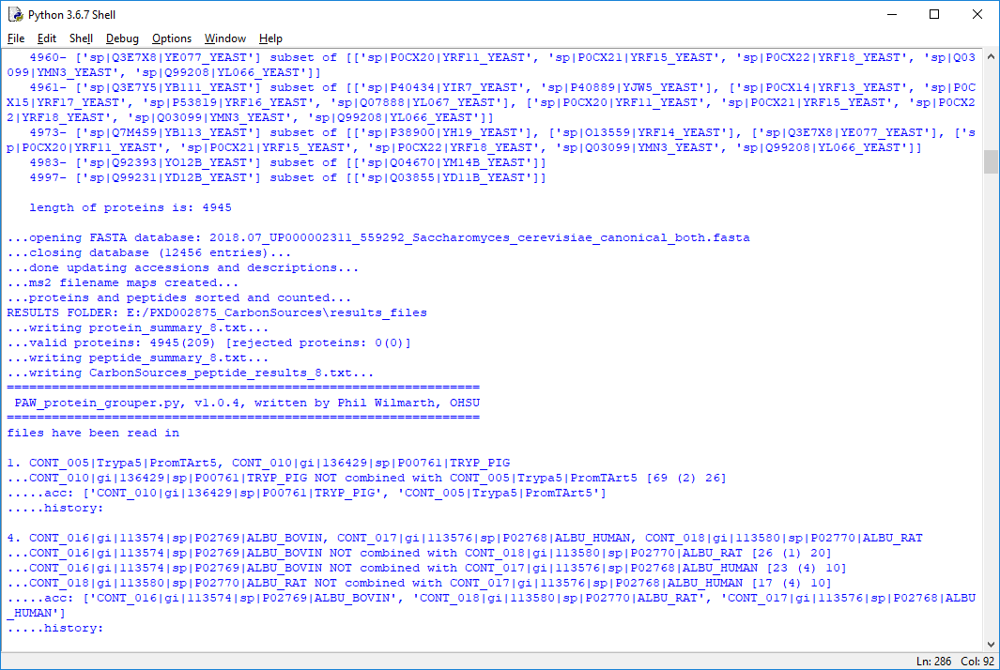 Python 3.6.7 Shell
File Edit Shell Debug Options Window Help
4960- ['sp|Q3E7X8|YE077_YEAST'] subset of [['sp|P0CX20|YRF11_YEAST', 'sp|P0CX21|YRF15_YEAST', 'sp|P0CX22|YRF18_YEAST', 'sp|Q03
099|YMN3_YEAST', 'sp|Q99208|YL066_YEAST']]
4961- ['sp|Q3E7Y5|YB111_YEAST'] subset of [['sp|P40434|YIR7_YEAST', 'sp|P40889|YJW5_YEAST'], ['sp|P0CX14|YRF13_YEAST', 'sp|P0C
X15|YRF17_YEAST', 'sp|P53819|YRF16_YEAST', 'sp|Q07888|YL067_YEAST'], ['sp|P0CX20|YRF11_YEAST', 'sp|P0CX21|YRF15_YEAST', 'sp|P0CX2
2|YRF18_YEAST', 'sp|Q03099|YMN3_YEAST', 'sp|Q99208|YL066_YEAST']]
4973- ['sp|Q7M4S9|YB113_YEAST'] subset of [['sp|P38900|YH19_YEAST'], ['sp|O13559|YRF14_YEAST'], ['sp|Q3E7X8|YE077_YEAST'], ['s
p|P0CX20|YRF11_YEAST', 'sp|P0CX21|YRF15_YEAST', 'sp|P0CX22|YRF18_YEAST', 'sp|Q03099|YMN3_YEAST', 'sp|Q99208|YL066_YEAST']]
4983- ['sp|Q92393|YO12B_YEAST'] subset of [['sp|Q04670|YM14B_YEAST']]
4997- ['sp|Q99231|YD12B_YEAST'] subset of [['sp|Q03855|YD11B_YEAST']]
length of proteins is: 4945
...opening FASTA database: 2018.07_UP000002311_559292_Saccharomyces_cerevisiae_canonical_both.fasta
...closing database (12456 entries)...
...done updating accessions and descriptions...
...ms2 filename maps created...
...proteins and peptides sorted and counted...
RESULTS FOLDER: E:/PXD002875_CarbonSources\results_files
...writing protein_summary_8.txt...
...valid proteins: 4945(209) [rejected proteins: 0(0)]
...writing peptide_summary_8.txt...
...writing CarbonSources_peptide_results_8.txt...
===============================================================
PAW_protein_grouper.py, v1.0.4, written by Phil Wilmarth, OHSU
===============================================================
files have been read in
1. CONT_005|Trypa5|PromTArt5, CONT_010|gi|136429|sp|P00761|TRYP_PIG
...CONT_010|gi|136429|sp|P00761|TRYP_PIG NOT combined with CONT_005|Trypa5|PromTArt5 [69 (2) 26]
.....acc: ['CONT_010|gi|136429|sp|P00761|TRYP_PIG', 'CONT_005|Trypa5|PromTArt5']
.....history:
4. CONT_016|gi|113574|sp|P02769|ALBU_BOVIN, CONT_017|gi|113576|sp|P02768|ALBU_HUMAN, CONT_018|gi|113580|sp|P02770|ALBU_RAT
...CONT_016|gi|113574|sp|P02769|ALBU_BOVIN NOT combined with CONT_018|gi|113580|sp|P02770|ALBU_RAT [26 (1) 20]
...CONT_016|gi|113574|sp|P02769|ALBU_BOVIN NOT combined with CONT_017|gi|113576|sp|P02768|ALBU_HUMAN [23 (4) 10]
...CONT_018|gi|113580|sp|P02770|ALBU_RAT NOT combined with CONT_017|gi|113576|sp|P02768|ALBU_HUMAN [17 (4) 10]
.....acc: ['CONT_016|gi|113574|sp|P02769|ALBU_BOVIN', 'CONT_018|gi|113580|sp|P02770|ALBU_RAT', 'CONT_017|gi|113576|sp|P02768|ALBU
_HUMAN']
.....history:
Ln: 286 Col: 92